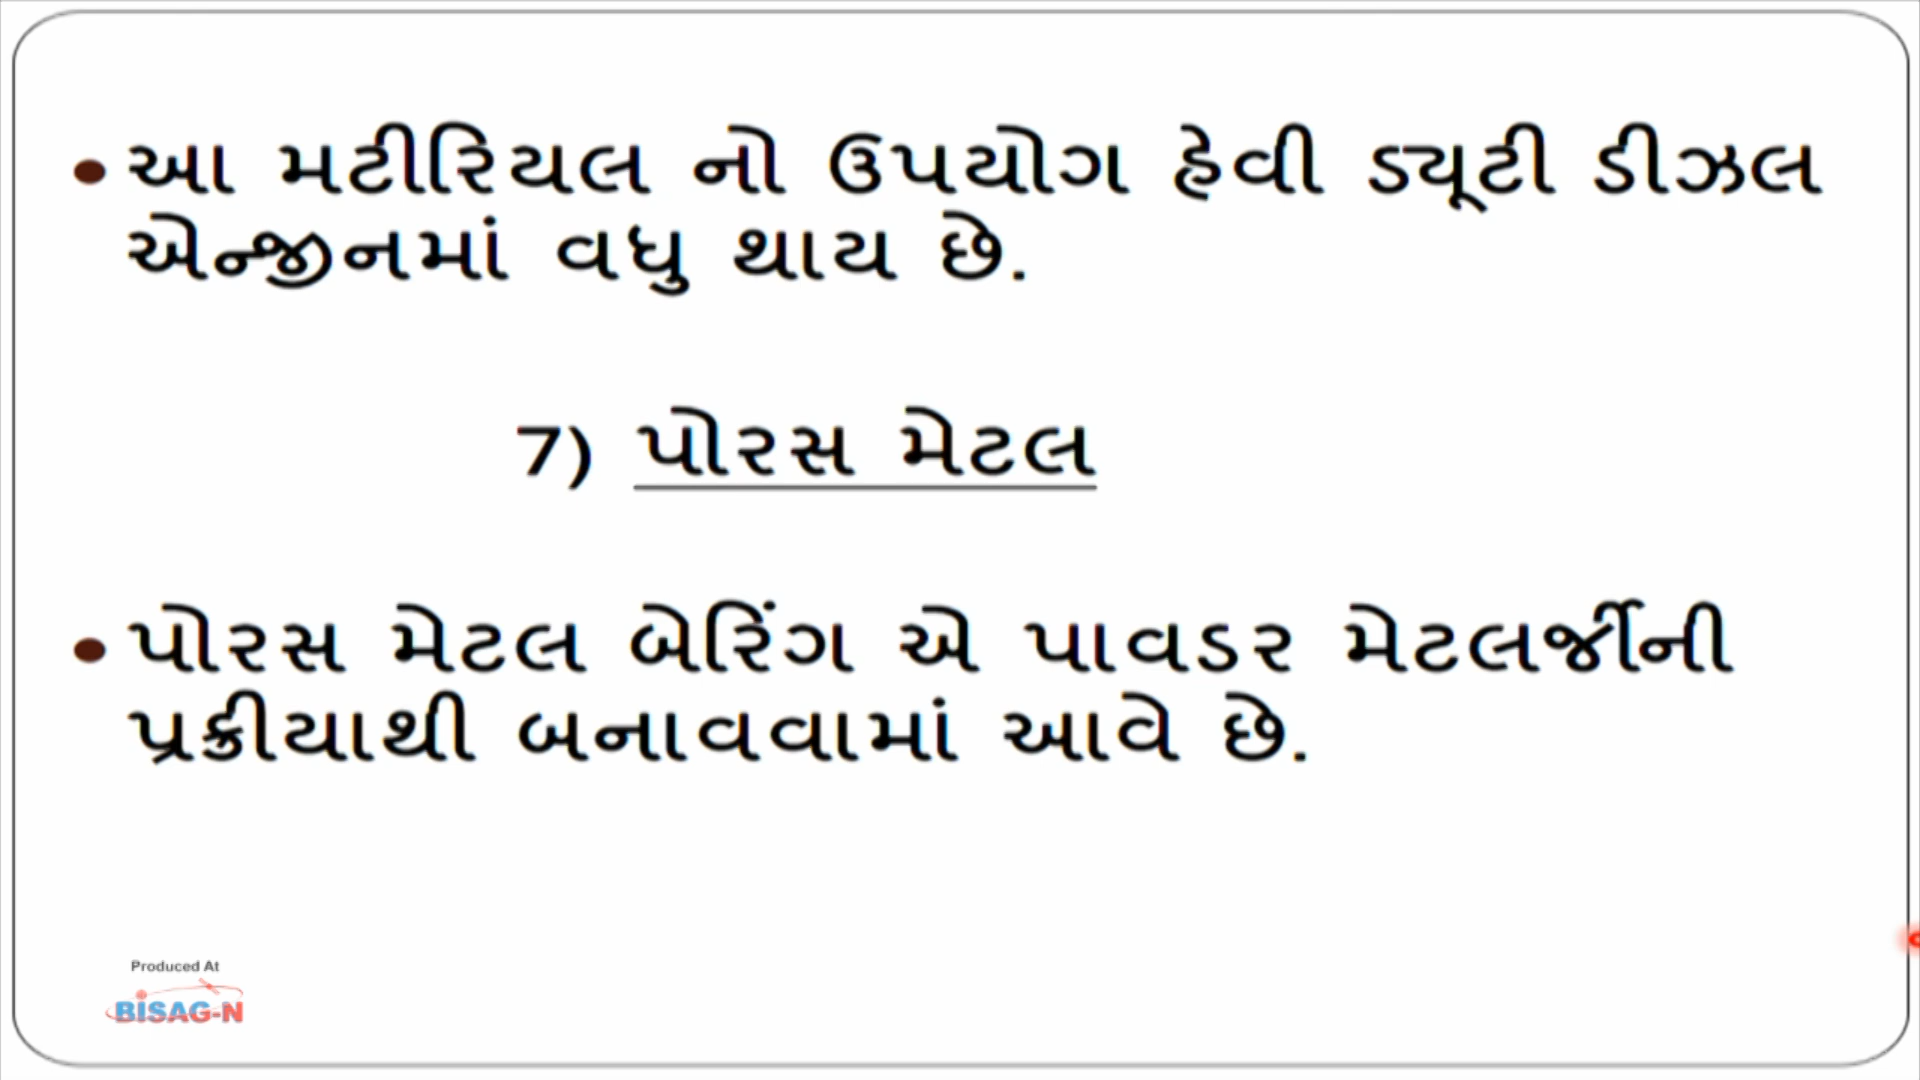 • આ મટીરિયલ નો ઉપયોગ હેવી ડ્યૂટી ડીઝલ
એન્જીનમાં વધુ થાય છે.
7) પોરસ મેટલ
• પોરસ મેટલ બેરિંગ એ પાવડર મેટલર્જીની
પ્રક્રીયાથી બનાવવામાં આવે છે.
Produced At
BISAG-N